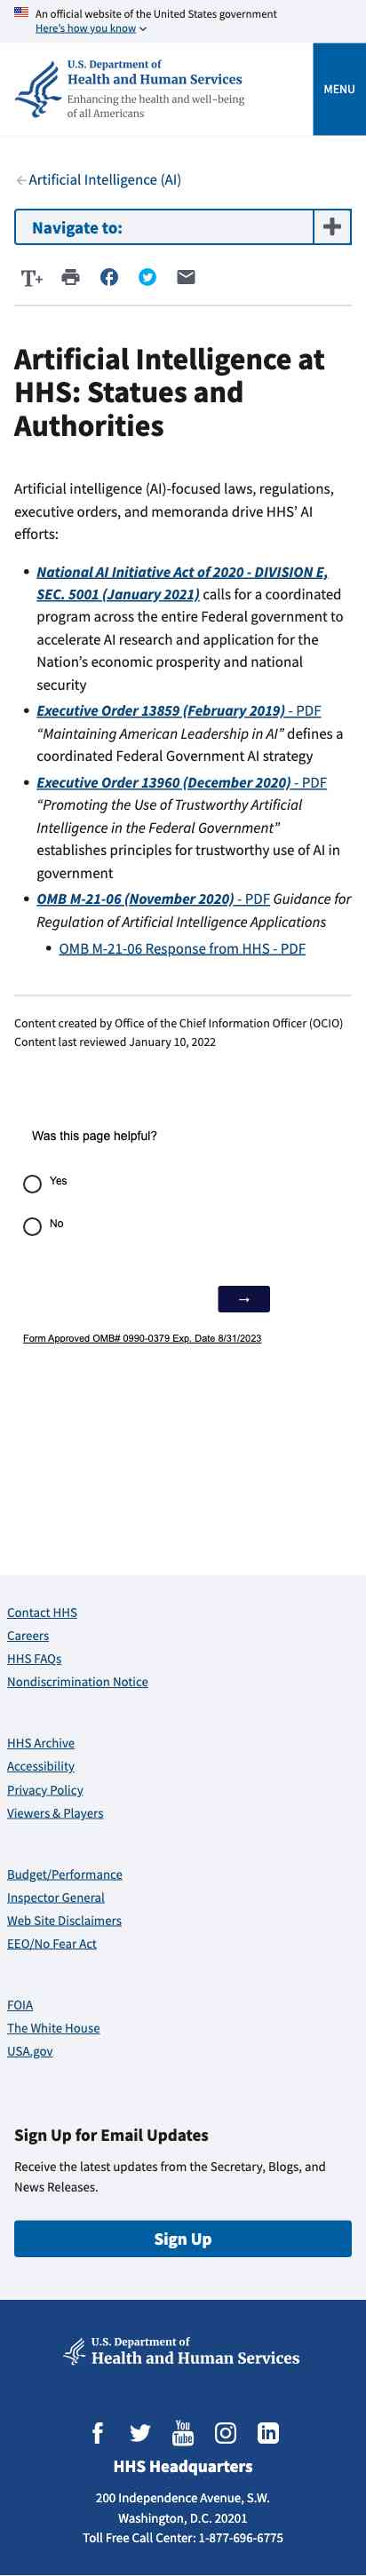 An official website of the United States government
Here's how you know
U.S. Department of
Health and Human Services
Enhancing the health and well-being
of all Americans
MENU
Artificial Intelligence (AI)
Navigate to:
T+
Artificial Intelligence at
HHS: Statues and
Authorities
Artificial intelligence (AI)-focused laws, regulations,
executive orders, and memoranda drive HHS' AI
efforts:
National AI Initiative Act of 2020 - DIVISION E,
SEC. 5001 (January 2021) calls for a coordinated
program across the entire Federal government to
accelerate AI research and application for the
Nation's economic prosperity and national
security
Executive Order 13859 (February 2019) - PDF
“Maintaining American Leadership in AI” defines a
coordinated Federal Government AI strategy
Executive Order 13960 (December 2020) - PDF
“Promoting the Use of Trustworthy Artificial
Intelligence in the Federal Government”
establishes principles for trustworthy use of AI in
government
OMB M-21-06 (November 2020) - PDF Guidance for
Regulation of Artificial Intelligence Applications
OMB M-21-06 Response from HHS - PDF
Content created by Office of the Chief Information Officer (OCIO)
Content last reviewed January 10, 2022
Was this page helpful?
Yes
No
→
Form Approved OMB# 0990-0379 Exp. Date 8/31/2023
Contact HHS
Careers
HHS FAQs
Nondiscrimination Notice
HHS Archive
Accessibility
Privacy Policy
Viewers & Players
Budget/Performance
Inspector General
Web Site Disclaimers
EEO/No Fear Act
FOIA
The White House
USA.gov
Sign Up for Email Updates
Receive the latest updates from the Secretary, Blogs, and
News Releases.
Sign Up
U.S. Department of
Health and Human Services
You Tube
HHS Headquarters
200 Independence Avenue, S.W.
Washington, D.C. 20201
Toll Free Call Center: 1-877-696-6775